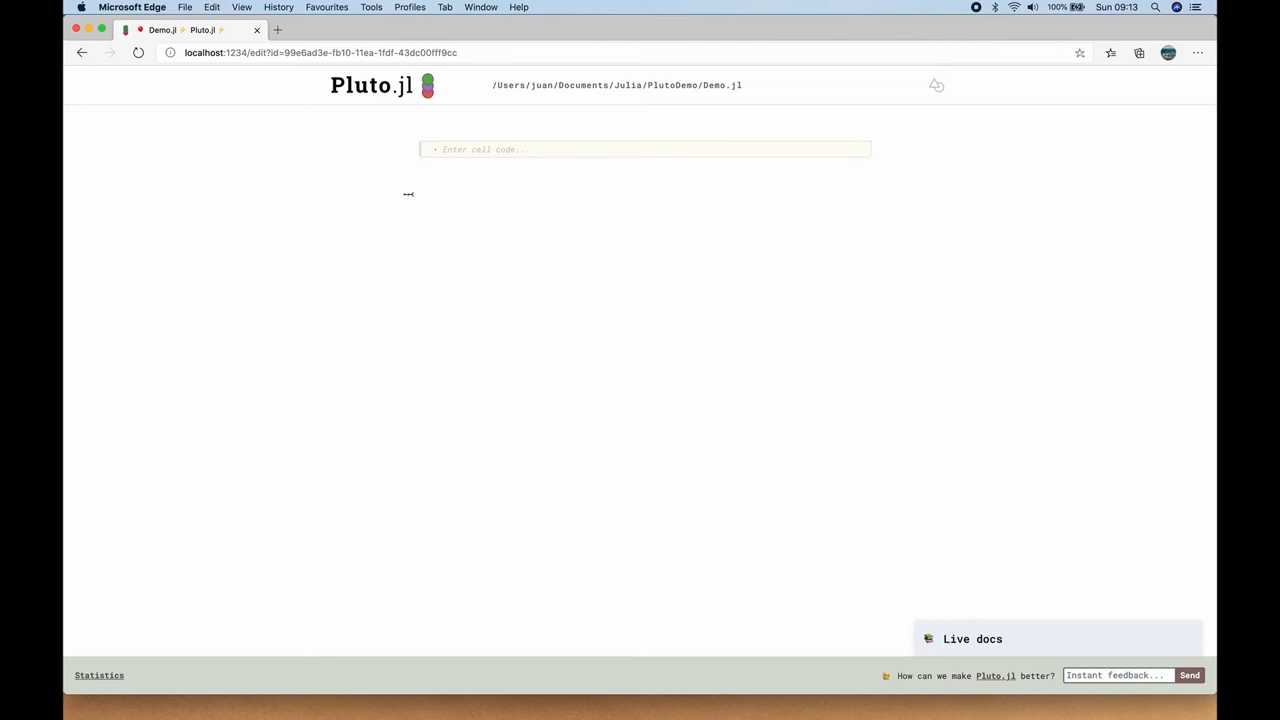 Microsoft Edge File Edit View History Favourites Tools Profiles Tab Window Help 100% Sun 09:13
Demo.jl ⚡ Pluto.jl ⚡
localhost:1234/edit?id=99e6ad3e-fb10-11ea-1fdf-43dc00fff9cc
Pluto.jl /Users/juan/Documents/Julia/PlutoDemo/Demo.jl
Enter cell code...
Live docs
Statistics How can we make Pluto.jl better? Instant feedback... Send